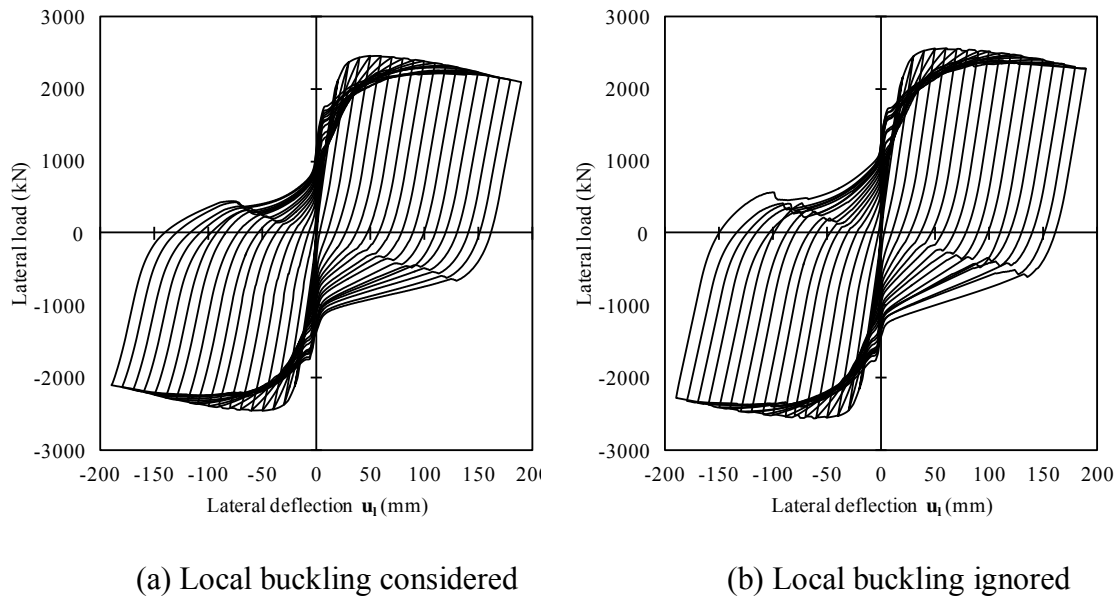 3000
2000
1000
0
-1000
-2000
-3000
Lateral load (kN)
-200 -150 -100 -50 0 50 100 150 200
Lateral deflection u_l (mm)
(a) Local buckling considered
3000
2000
1000
0
-1000
-2000
-3000
Lateral load (kN)
-200 -150 -100 -50 0 50 100 150 200
Lateral deflection u_l (mm)
(b) Local buckling ignored